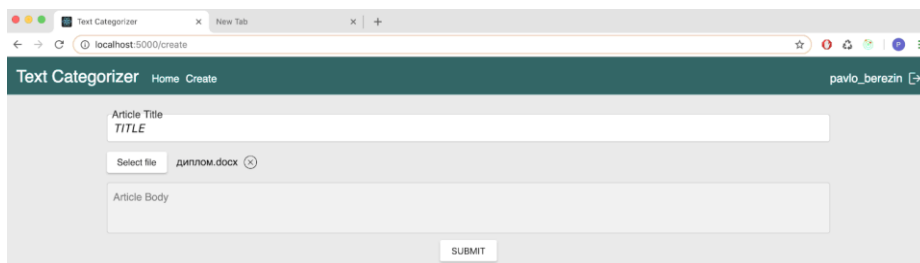 Text Categorizer
New Tab
localhost:5000/create
P
Text Categorizer Home Create pavlo_berezin
Article Title
TITLE
Select file диплом.docx
Article Body
SUBMIT